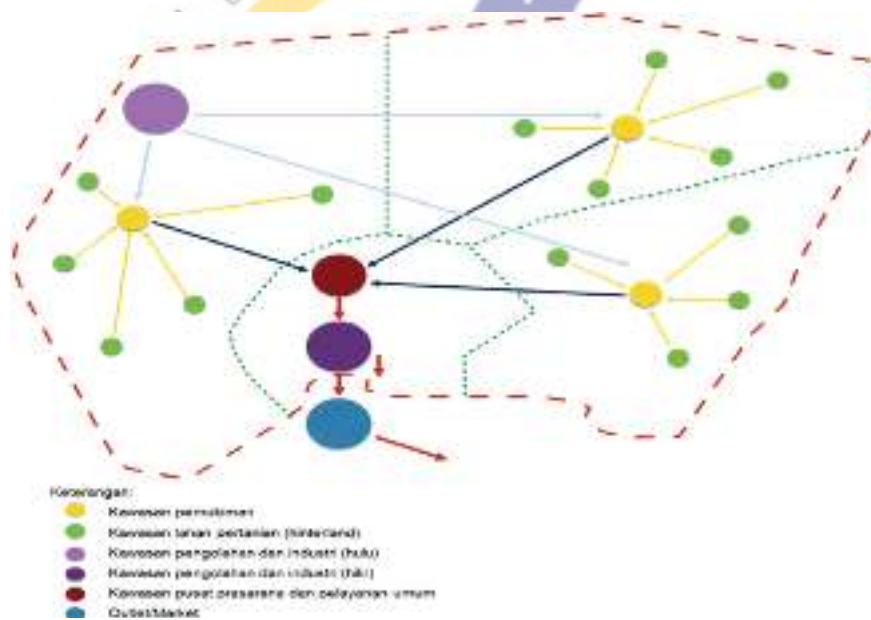 Keterangan:
Kawasan pemukiman
Kawasan lahan pertanian (hinterland)
Kawasan pengolahan dan industri (hulu)
Kawasan pengolahan dan industri (hilir)
Kawasan pusat prasarana dan pelayanan umum
Outlet/Market